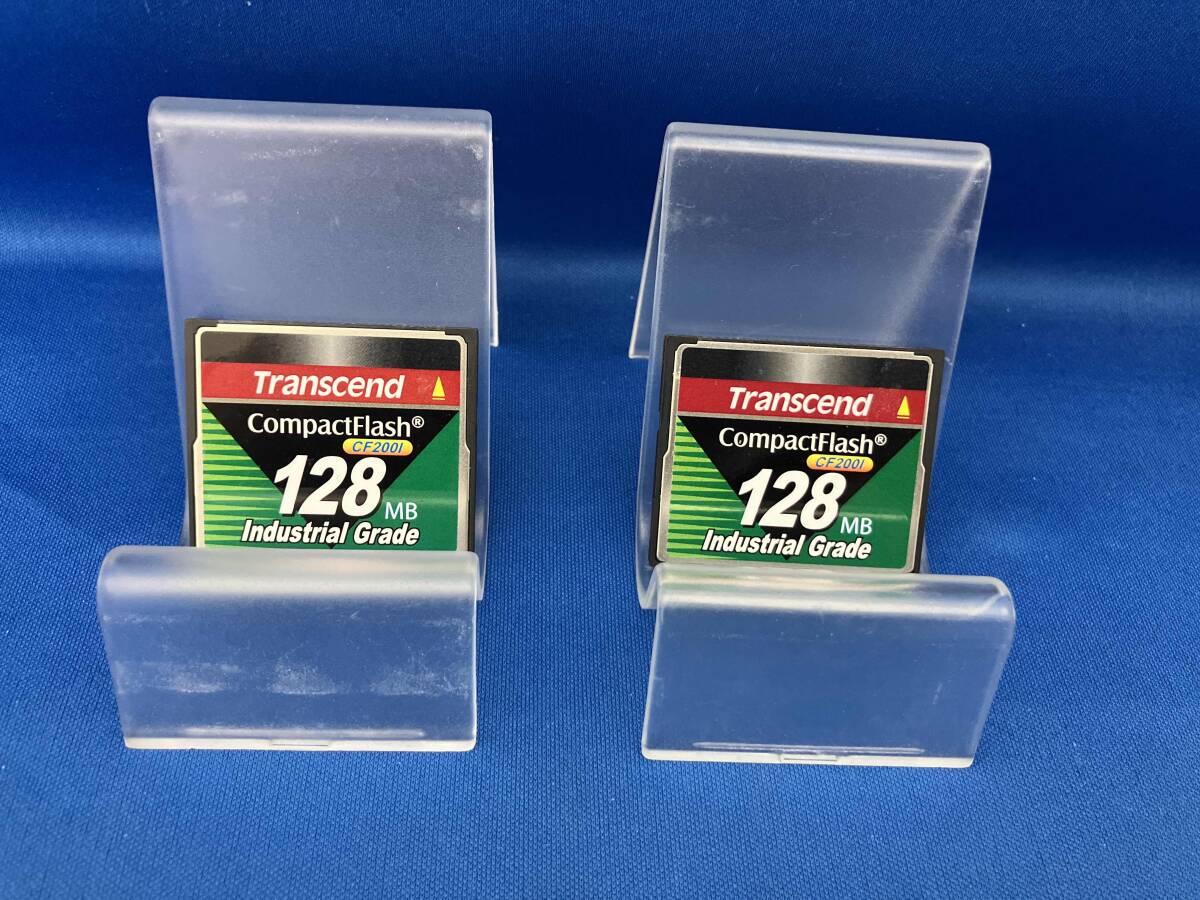 Transcend
CompactFlash®
CF200I
128 MB
Industrial Grade
Transcend
CompactFlash®
CF200I
128 MB
Industrial Grade